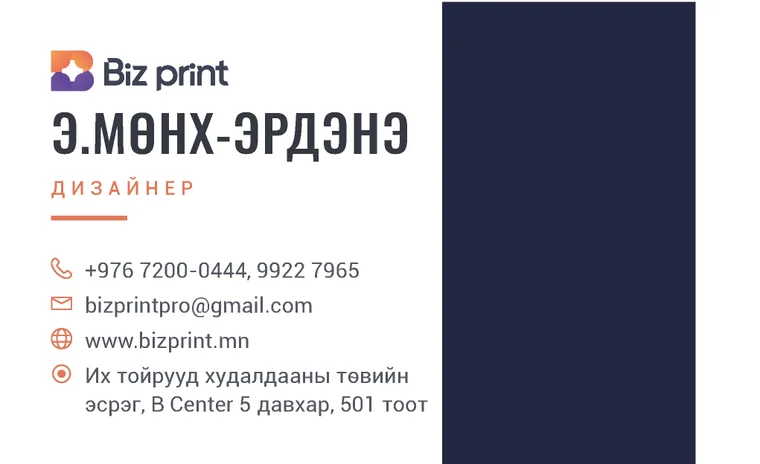 Biz print
Э.МӨНХ-ЭРДЭНЭ
ДИЗАЙНЕР
+976 7200-0444, 9922 7965
bizprintpro@gmail.com
www.bizprint.mn
Их тойрууд худалдааны төвийн
эсрэг, B Center 5 давхар, 501 тоот